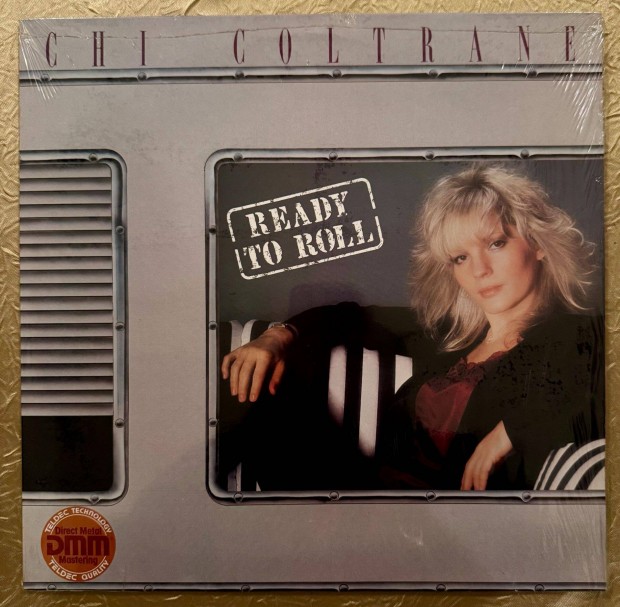 CHI COLTRANE
READY
TO ROLL
TELDEC TECHNOLOGY
Direct Metal
DMM
Mastering
TELDEC QUALITY